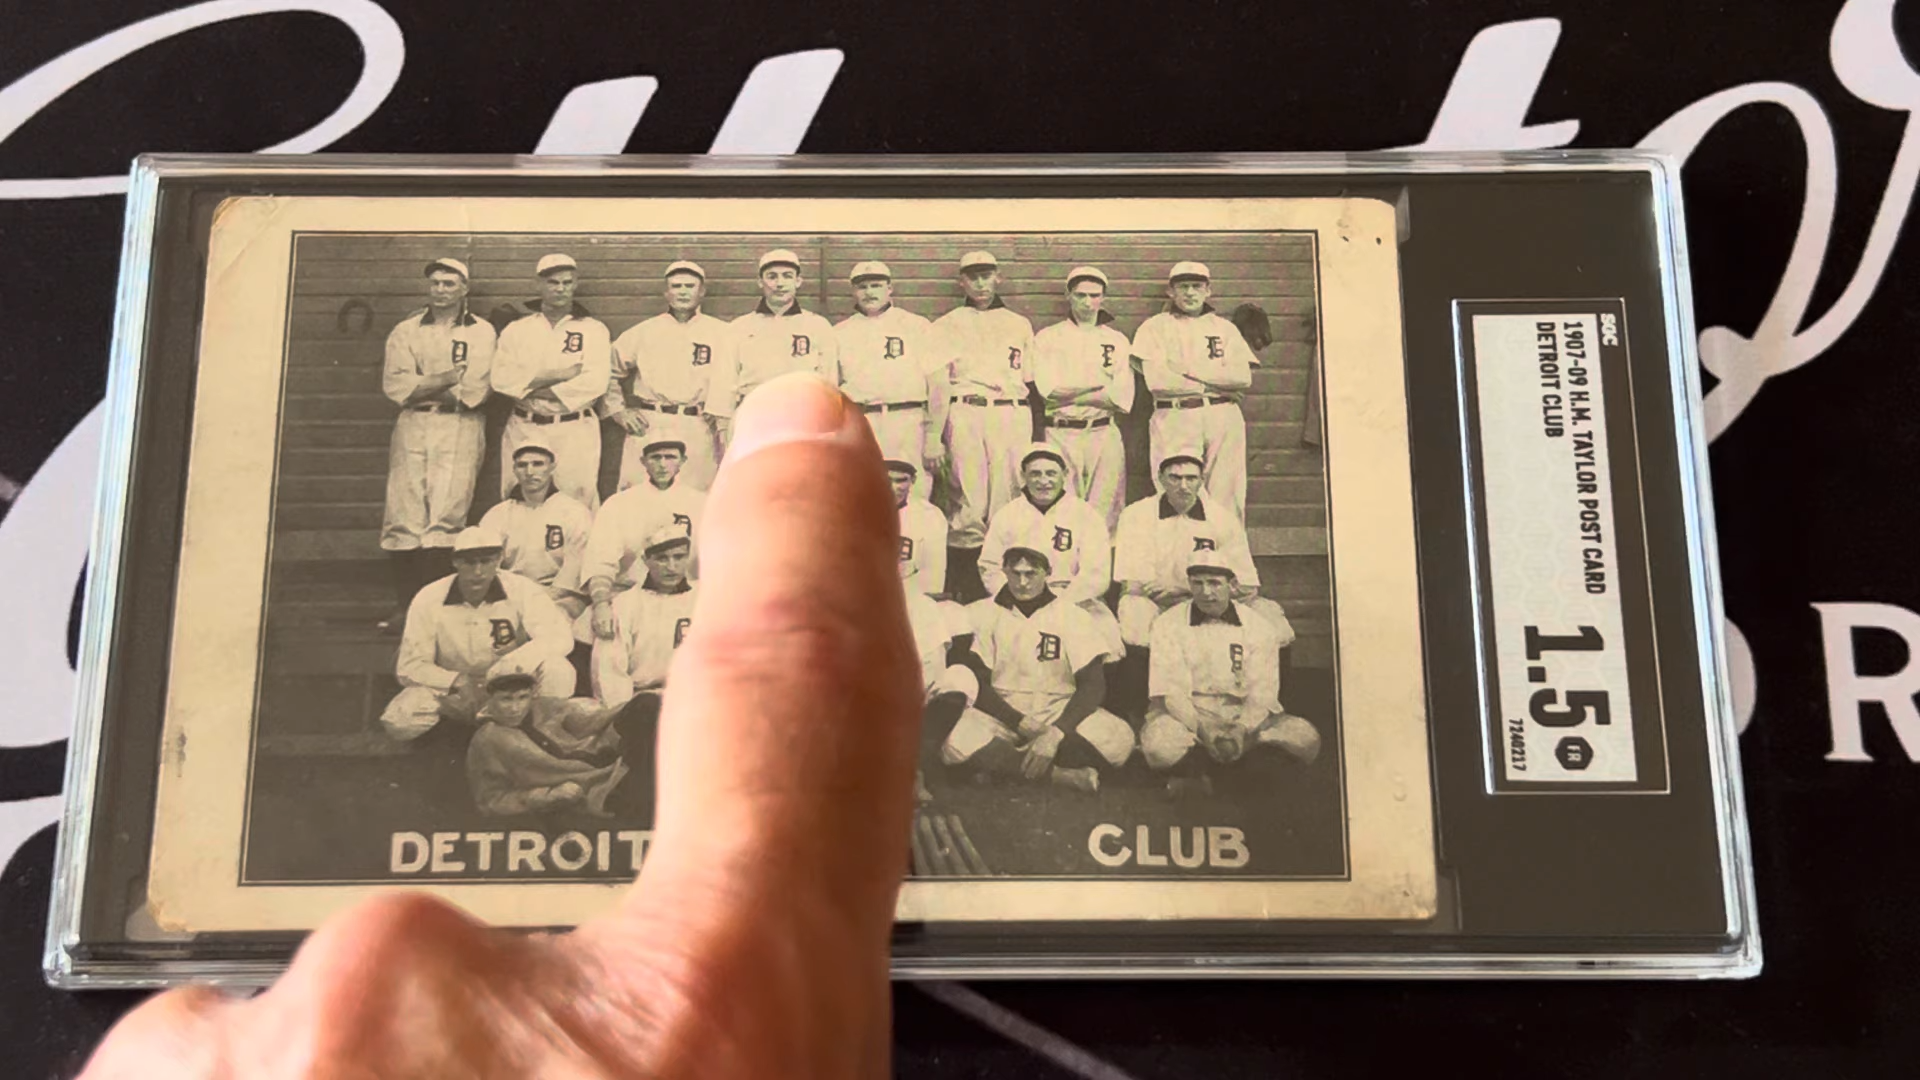 SGC
1907-09 H.M. TAYLOR POST CARD
DETROIT CLUB
1.5
FR
7240217
DETROIT CLUB